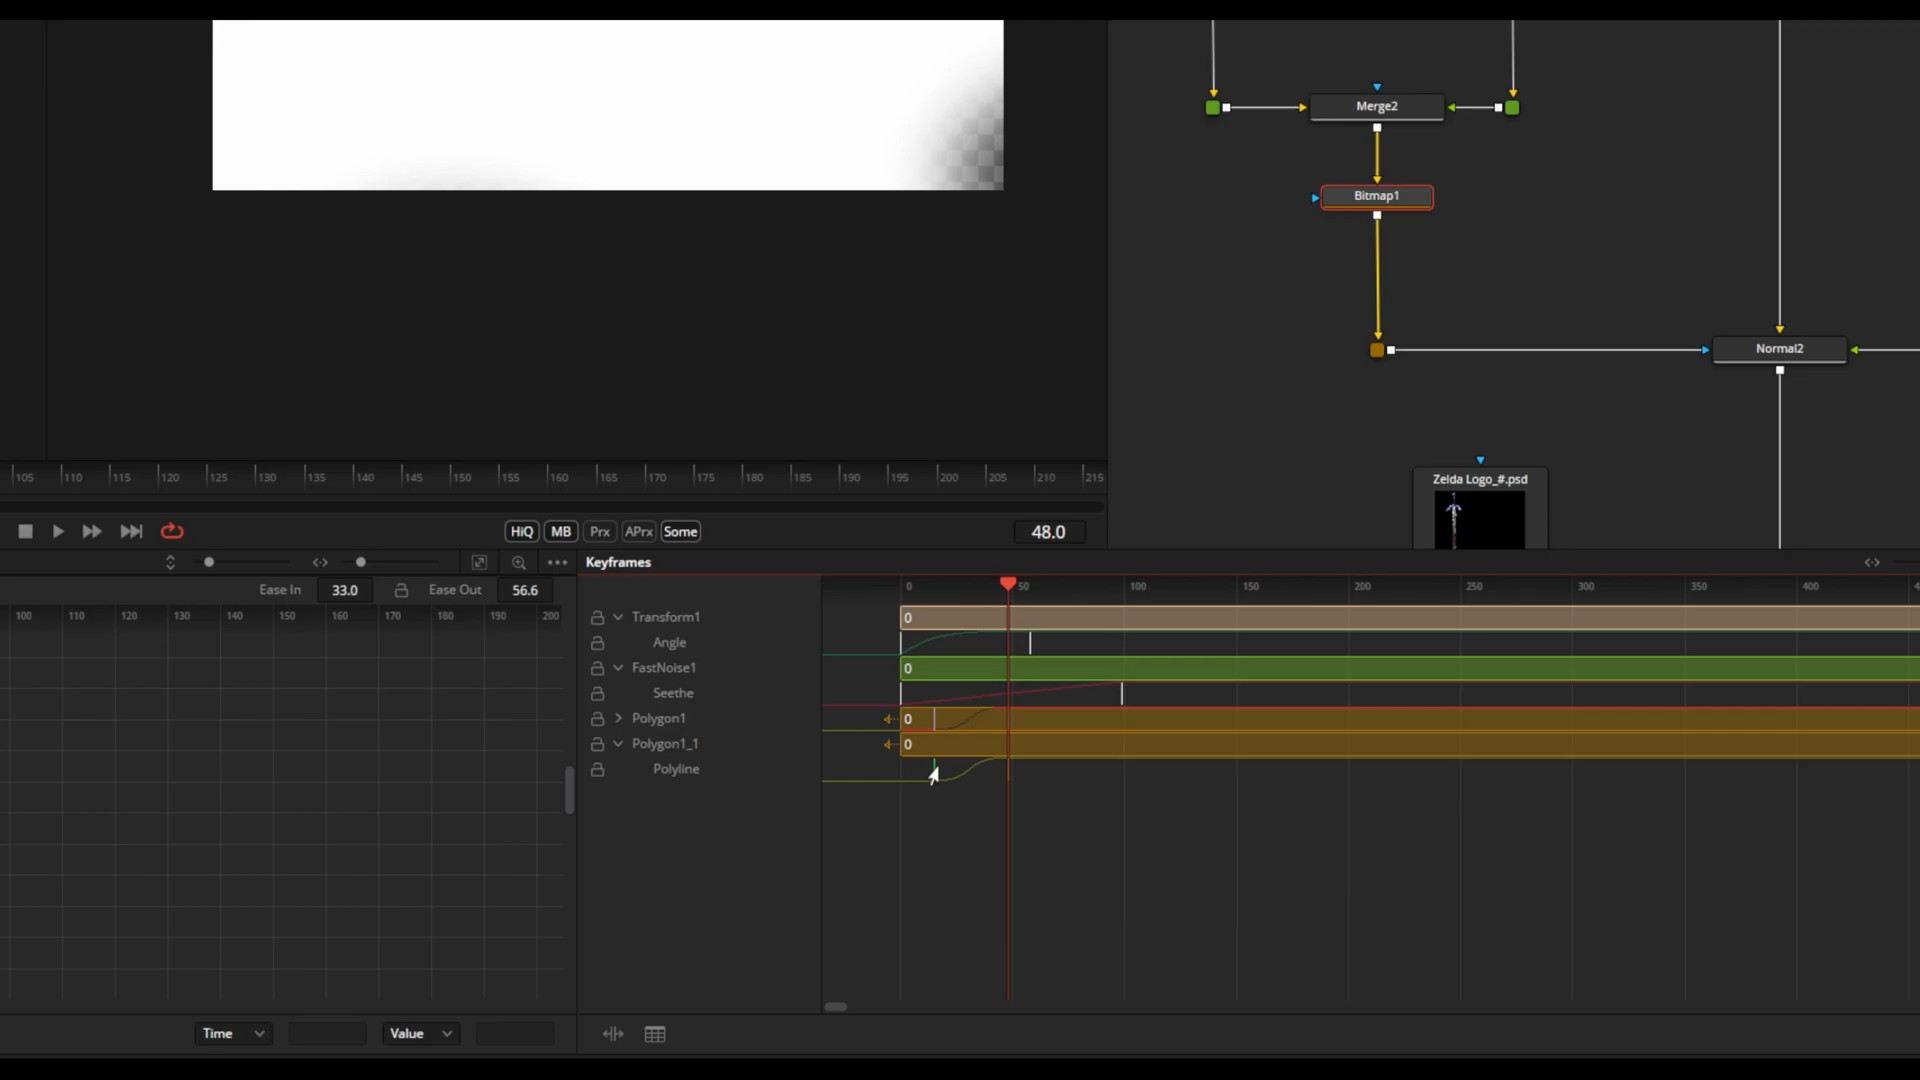 Merge2
Bitmap1
Normal2
Zelda Logo_#.psd
105 110 115 120 125 130 135 140 145 150 155 160 165 170 175 180 185 190 195 200 205 210 215
HiQ MB Prx APrx Some 48.0
Keyframes
Ease In 33.0 Ease Out 56.6
0 50 100 150 200 250 300 350 400
100 110 120 130 140 150 160 170 180 190 200
Transform1 0
Angle
FastNoise1 0
Seethe
Polygon1 0
Polygon1_1 0
Polyline
Time Value